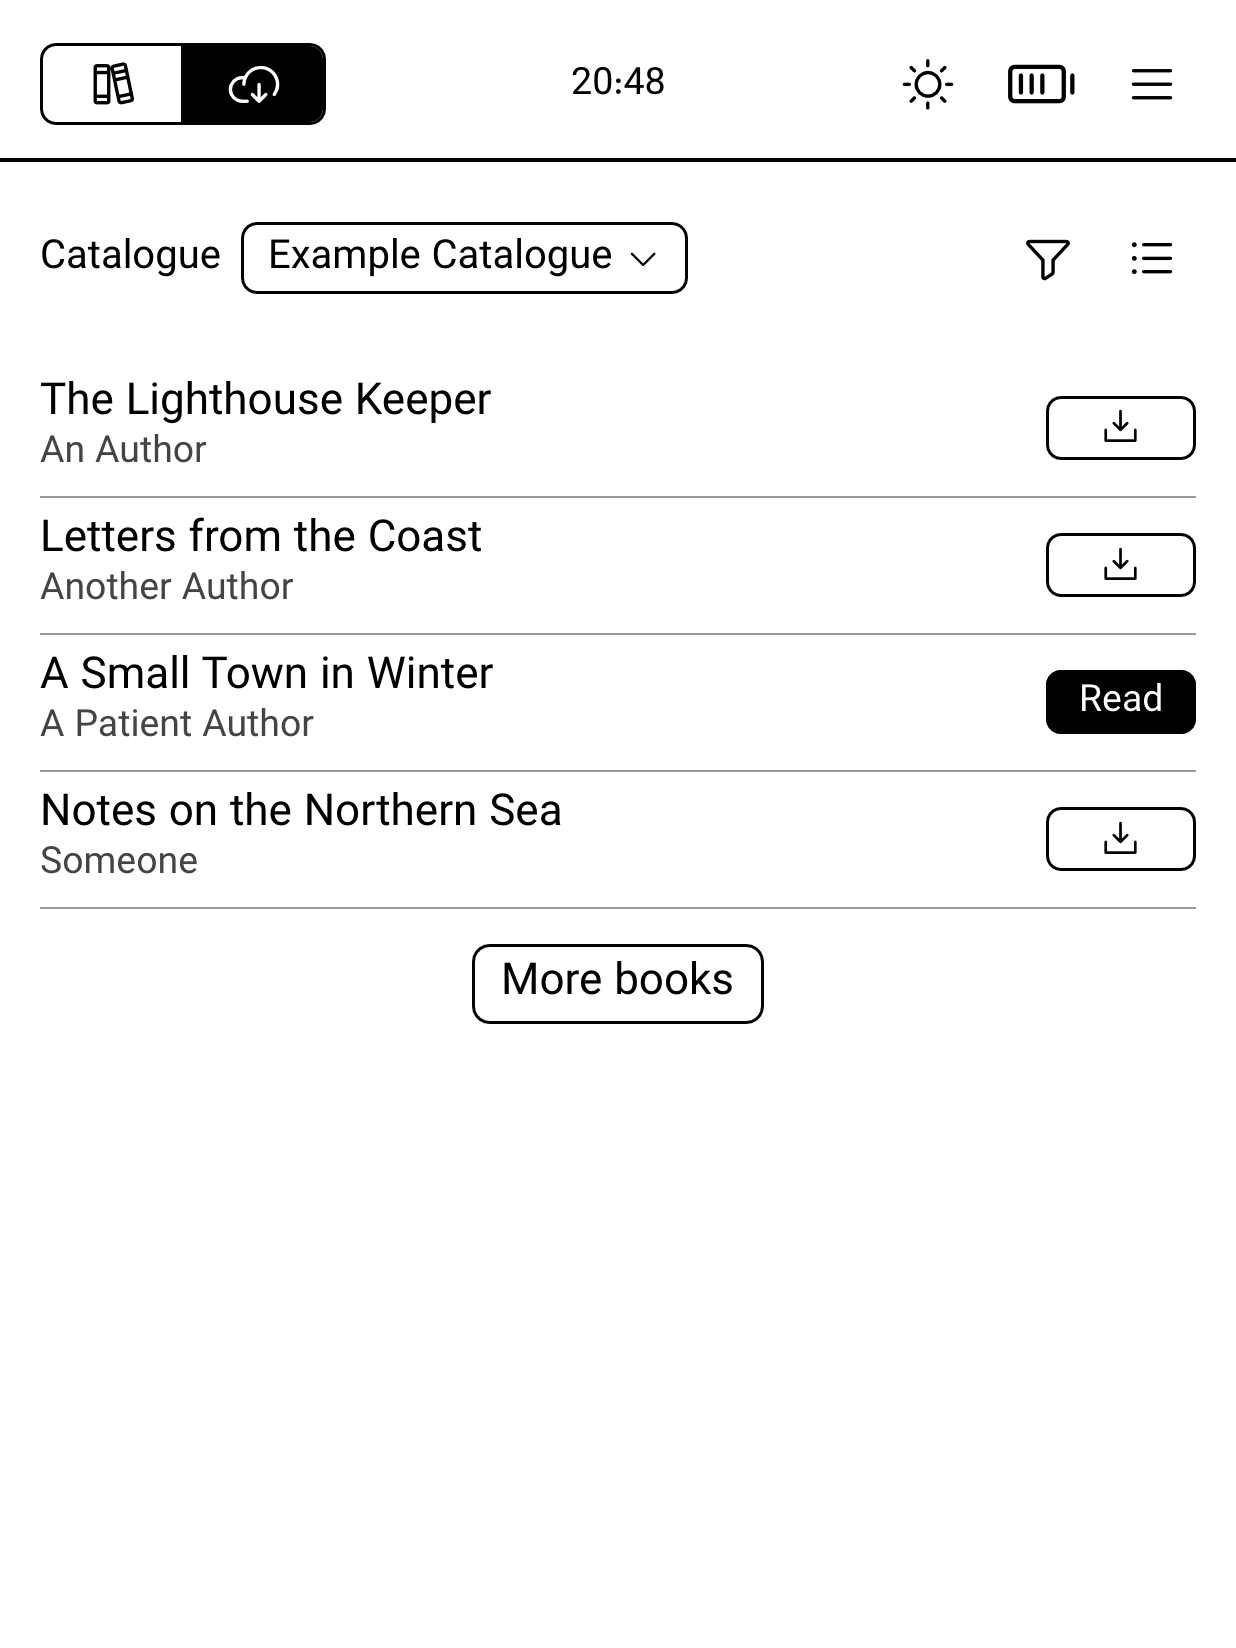 20:48
Catalogue Example Catalogue
The Lighthouse Keeper
An Author
Letters from the Coast
Another Author
A Small Town in Winter
A Patient Author
Read
Notes on the Northern Sea
Someone
More books